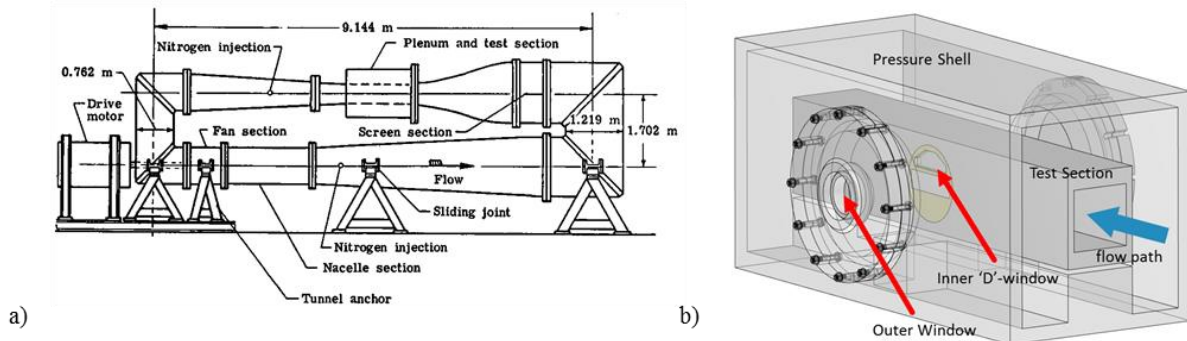 9.144 m
Nitrogen injection
Plenum and test section
0.762 m
Drive
motor
Fan section
Screen section
1.219 m
1.702 m
Flow
Sliding joint
Nitrogen injection
Nacelle section
Tunnel anchor
a)
Pressure Shell
Test Section
flow path
Inner ‘D’-window
Outer Window
b)